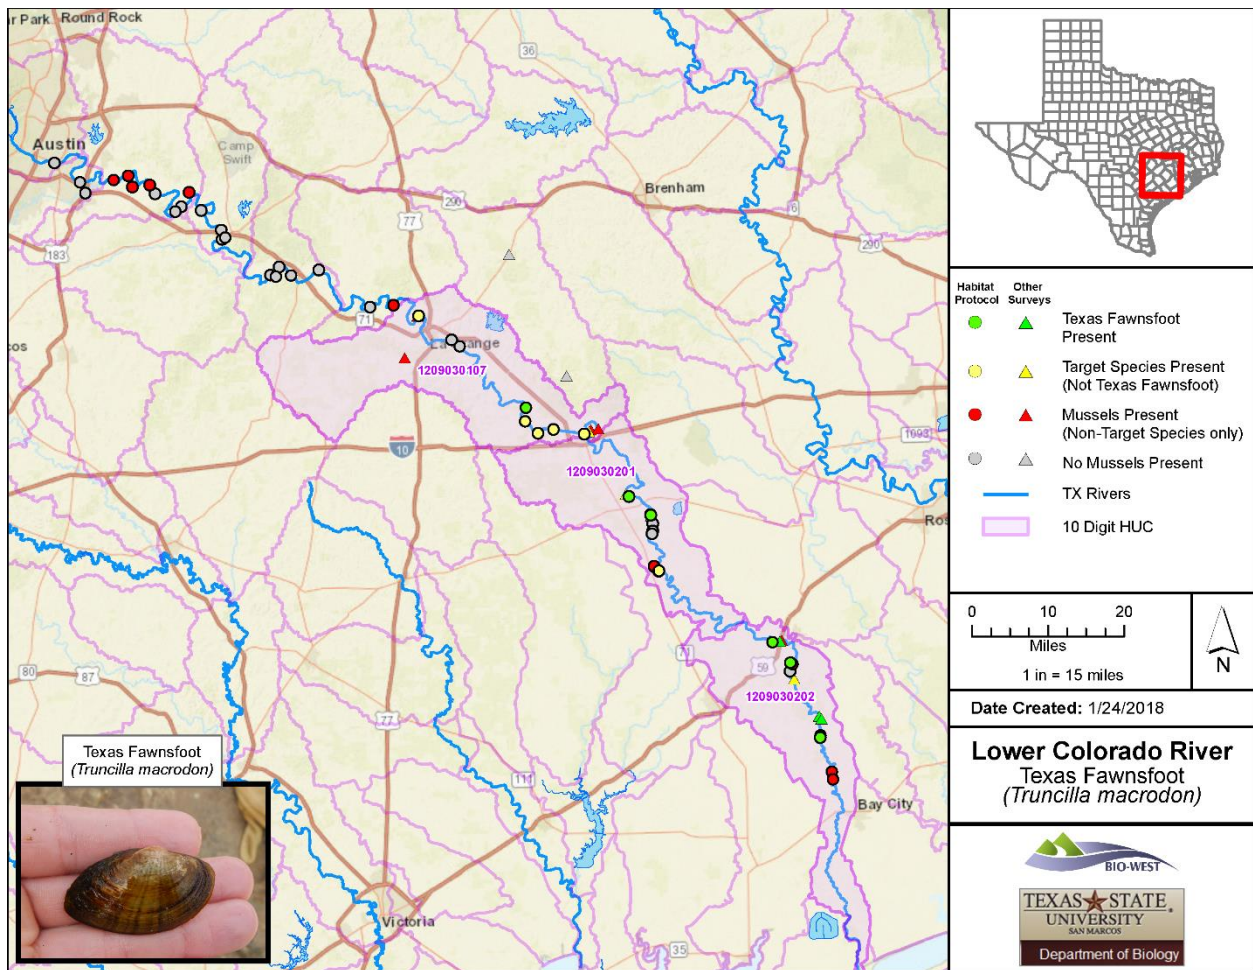 ar Park
Round Rock
Austin
Camp
Swift
36
77
290
Brenham
6
290
183
71
La Grange
cos
1209030107
10
1093
1209030201
Ros
71
59
1209030202
80
87
77
111
Bay City
Victoria
35
Texas Fawnsfoot
(Truncilla macrodon)
Habitat
Protocol
Other
Surveys
Texas Fawnsfoot
Present
Target Species Present
(Not Texas Fawnsfoot)
Mussels Present
(Non-Target Species only)
No Mussels Present
TX Rivers
10 Digit HUC
0 10 20
Miles
1 in = 15 miles
N
Date Created: 1/24/2018
Lower Colorado River
Texas Fawnsfoot
(Truncilla macrodon)
BIO-WEST
TEXAS STATE
UNIVERSITY
SAN MARCOS
Department of Biology